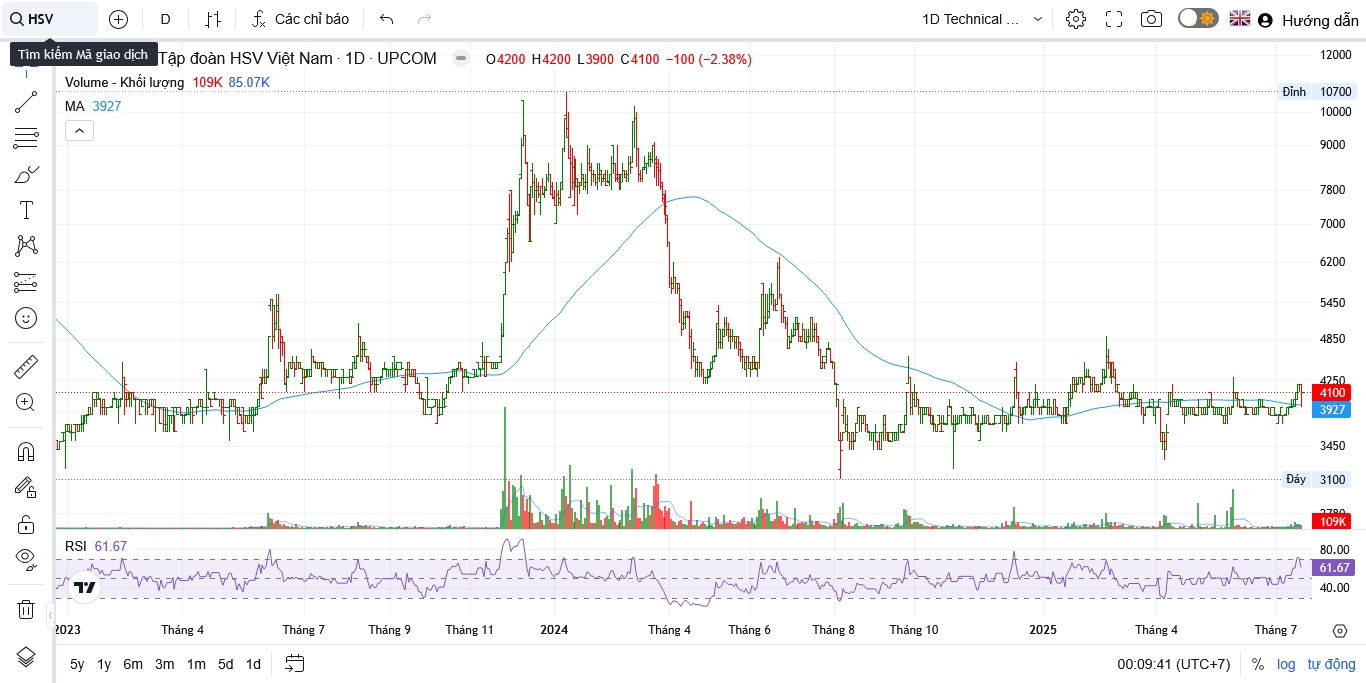 HSV D Các chỉ báo 1D Technical ... Hướng dẫn
Tìm kiếm Mã giao dịch
Tập đoàn HSV Việt Nam · 1D · UPCOM O4200 H4200 L3900 C4100 −100 (−2.38%)
Volume - Khối lượng 109K 85.07K
MA 3927
12000
Đỉnh 10700
10000
9000
7800
7000
6200
5450
4850
4250
4100
3927
3450
Đáy 3100
2780
109K
RSI 61.67
80.00
61.67
40.00
2023 Tháng 4 Tháng 7 Tháng 9 Tháng 11 2024 Tháng 4 Tháng 6 Tháng 8 Tháng 10 2025 Tháng 4 Tháng 7
5y 1y 6m 3m 1m 5d 1d 00:09:41 (UTC+7) % log tự động